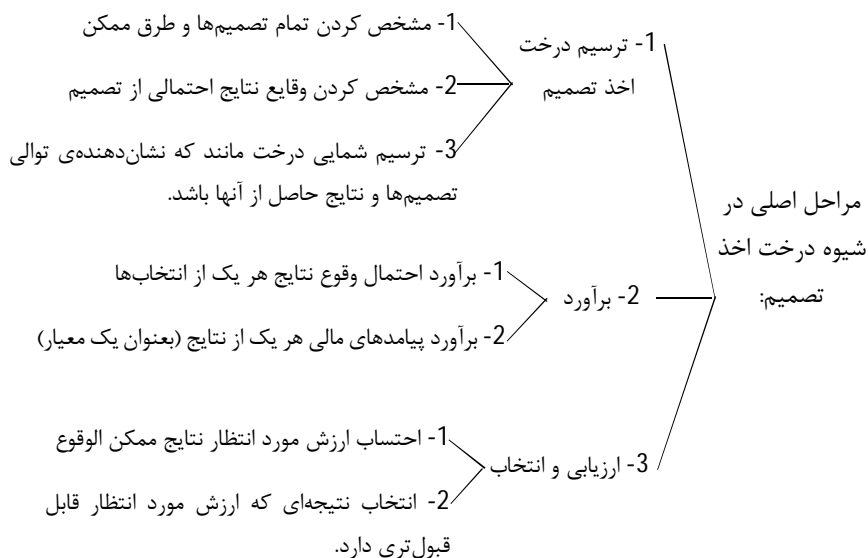 مراحل اصلی در
شیوه درخت اخذ
تصمیم:
1- ترسیم درخت
اخذ تصمیم
1- مشخص کردن تمام تصمیم‌ها و طرق ممکن
2- مشخص کردن وقایع نتایج احتمالی از تصمیم
3- ترسیم شمایی درخت مانند که نشان‌دهنده‌ی توالی
تصمیم‌ها و نتایج حاصل از آنها باشد.
2- برآورد
1- برآورد احتمال وقوع نتایج هر یک از انتخاب‌ها
2- برآورد پیامدهای مالی هر یک از نتایج (بعنوان یک معیار)
3- ارزیابی و انتخاب
1- احتساب ارزش مورد انتظار نتایج ممکن الوقوع
2- انتخاب نتیجه‌ای که ارزش مورد انتظار قابل
قبول‌تری دارد.